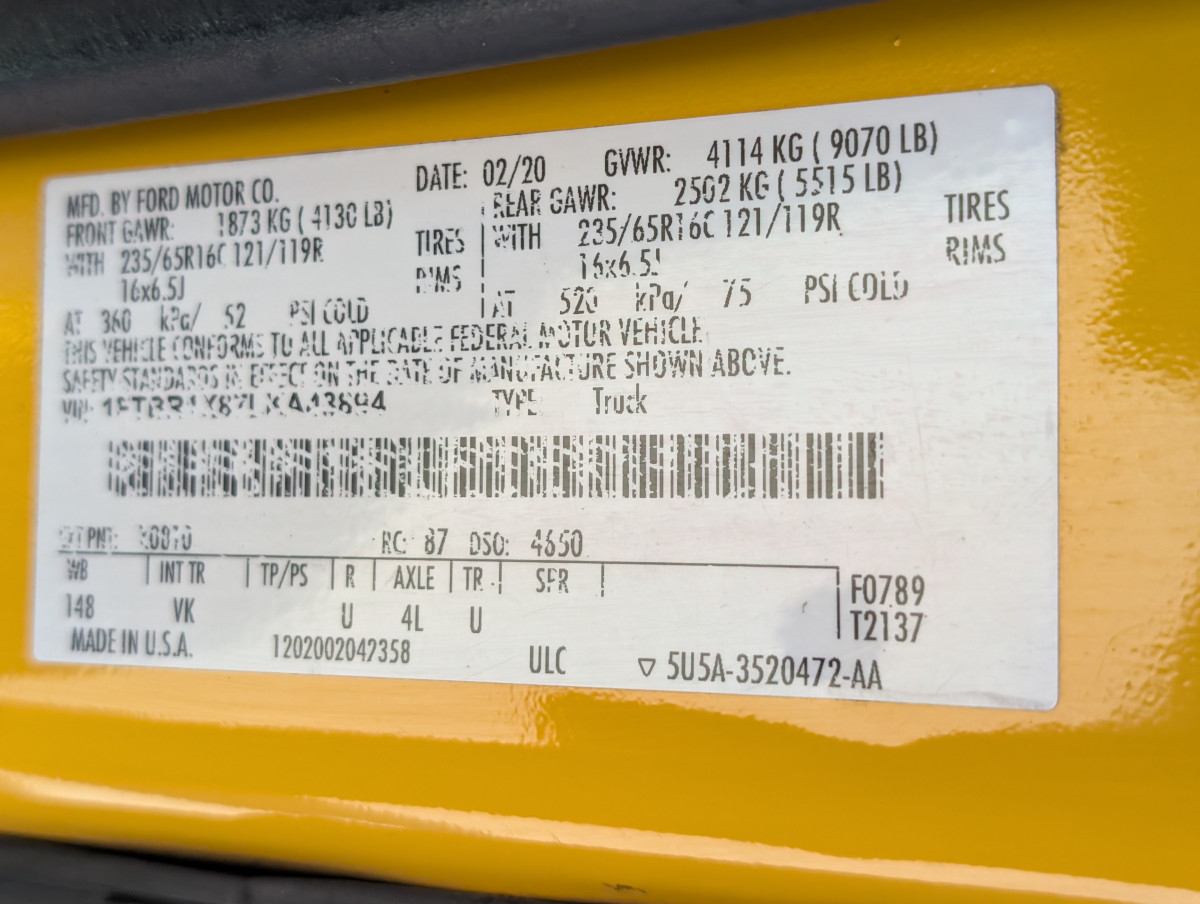 MFD. BY FORD MOTOR CO. DATE: 02/20 GVWR: 4114 KG ( 9070 LB)
FRONT GAWR: 1873 KG ( 4130 LB) REAR GAWR: 2502 KG ( 5515 LB)
WITH 235/65R16C 121/119R TIRES WITH 235/65R16C 121/119R TIRES
16x6.5J RIMS 16x6.5J RIMS
AT 360 kPa/ 52 PSI COLD AT 520 kPa/ 75 PSI COLD
THIS VEHICLE CONFORMS TO ALL APPLICABLE FEDERAL MOTOR VEHICLE
SAFETY STANDARDS IN EFFECT ON THE DATE OF MANUFACTURE SHOWN ABOVE.
VIN: TYPE: Truck
EXT PNT: RC: 87 DSO: 4650
WB INT TR TP/PS R AXLE TR SPR
148 VK U 4L U
F0789
T2137
MADE IN U.S.A. 1202002042358 ULC ▽ 5U5A-3520472-AA